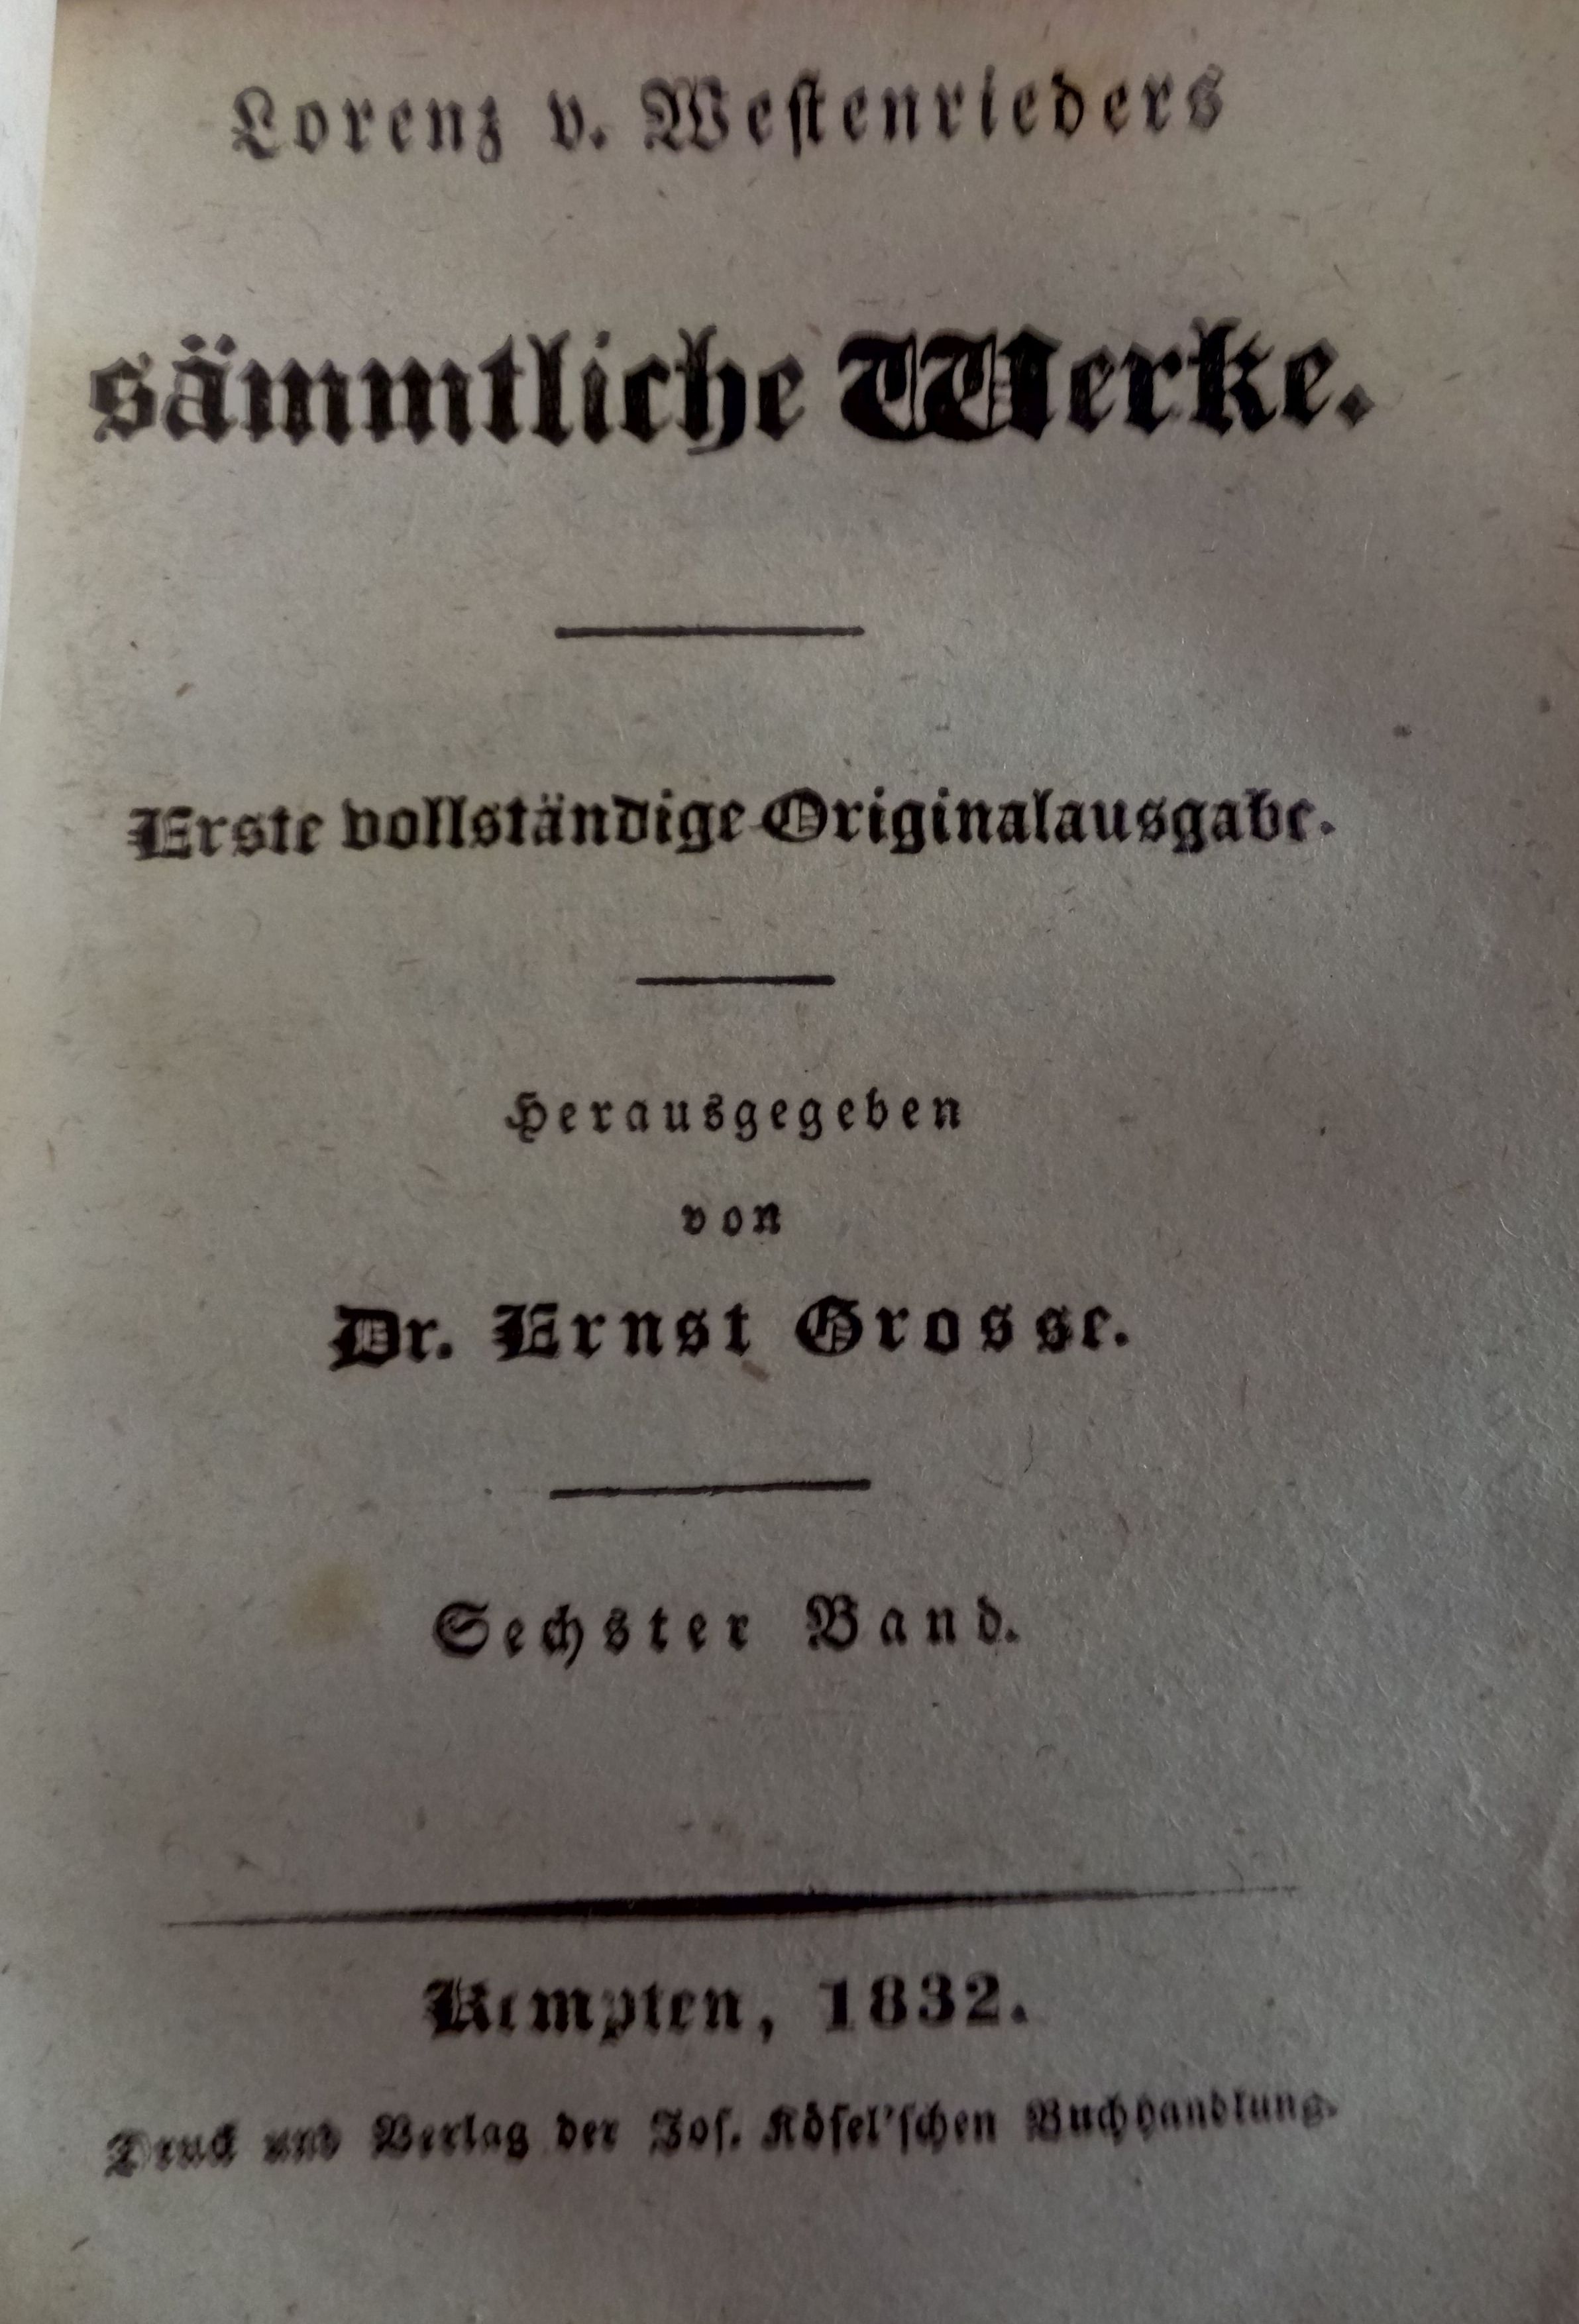 Lorenz v. Westenrieders
sämmtliche Werke.
Erste vollständige Originalausgabe.
Herausgegeben
von
Dr. Ernst Grosse.
Sechster Band.
Kempten, 1832.
Druck und Verlag der Jos. Kösel'schen Buchhandlung.